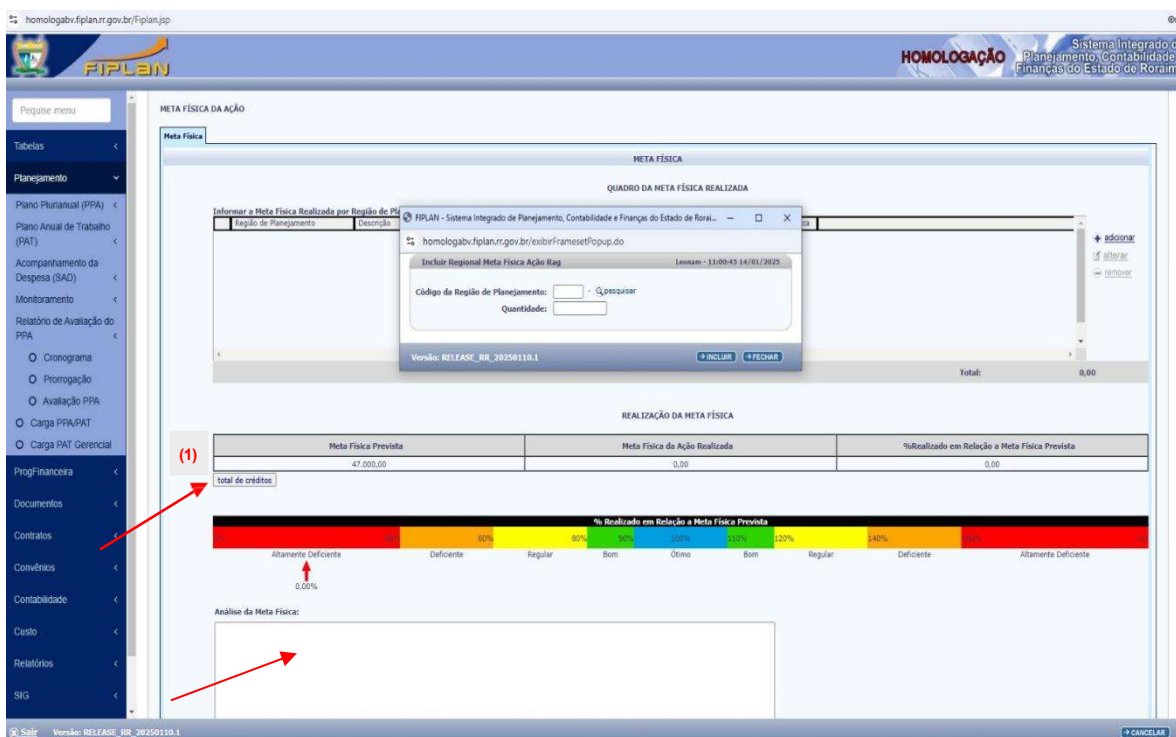 homologabv.fiplan.rr.gov.br/Fiplan.jsp
FIPLAN
HOMOLOGAÇÃO
Sistema Integrado
Planejamento, Contabilidade
Finanças do Estado de Roraim
Pequise menu
Tabelas
Planejamento
Plano Plurianual (PPA)
Plano Anual de Trabalho
(PAT)
Acompanhamento da
Despesa (SAD)
Monitoramento
Relatório de Avaliação do
PPA
Cronograma
Prorrogação
Avaliação PPA
Carga PPA/PAT
Carga PAT Gerencial
ProgFinanceira
Documentos
Contratos
Convênios
Contabilidade
Custo
Relatórios
SIG
META FÍSICA DA AÇÃO
Meta Física
META FÍSICA
QUADRO DA META FÍSICA REALIZADA
Informar a Meta Física Realizada por Região de
Região de Planejamento Descrição
adicionar
alterar
remover
FIPLAN - Sistema Integrado de Planejamento, Contabilidade e Finanças do Estado de Rorai...
homologabv.fiplan.rr.gov.br/exibirFramesetPopup.do
Incluir Regional Meta Física Ação Rag Lennam - 11:00:45 14/01/2025
Código da Região de Planejamento: - pesquisar
Quantidade:
Versão: RELEASE_RR_20250110.1 INCLUIR FECHAR
Total: 0,00
REALIZAÇÃO DA META FÍSICA
(1)
Meta Física Prevista Meta Física da Ação Realizada %Realizado em Relação a Meta Física Prevista
47.000,00 0,00 0,00
total de créditos
% Realizado em Relação a Meta Física Prevista
60% 80% 90% 100% 110% 120% 140%
Altamente Deficiente Deficiente Regular Bom Ótimo Bom Regular Deficiente Altamente Deficiente
0,00%
Análise da Meta Física:
Sair Versão: RELEASE_RR_20250110.1 CANCELAR